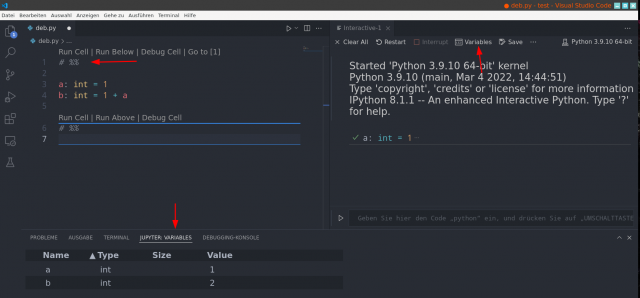 ● deb.py - test - Visual Studio Code
Datei Bearbeiten Auswahl Anzeigen Gehe zu Ausführen Terminal Hilfe
deb.py ●
deb.py > ...
Run Cell | Run Below | Debug Cell | Go to [1]
1 # %%
2
3 a: int = 1
4 b: int = 1 + a
Run Cell | Run Above | Debug Cell
6 # %%
7
Interactive-1 ×
Clear All Restart Interrupt Variables Save ... Python 3.9.10 64-bit
Started 'Python 3.9.10 64-bit' kernel
Python 3.9.10 (main, Mar 4 2022, 14:44:51)
Type 'copyright', 'credits' or 'license' for more information
IPython 8.1.1 -- An enhanced Interactive Python. Type '?'
for help.
✓ a: int = 1 ...
Geben Sie hier den Code „python" ein, und drücken Sie auf „UNSCHALTTASTE
PROBLEME AUSGABE TERMINAL JUPYTER: VARIABLES DEBUGGING-KONSOLE
Name ▲ Type Size Value
a int 1
b int 2